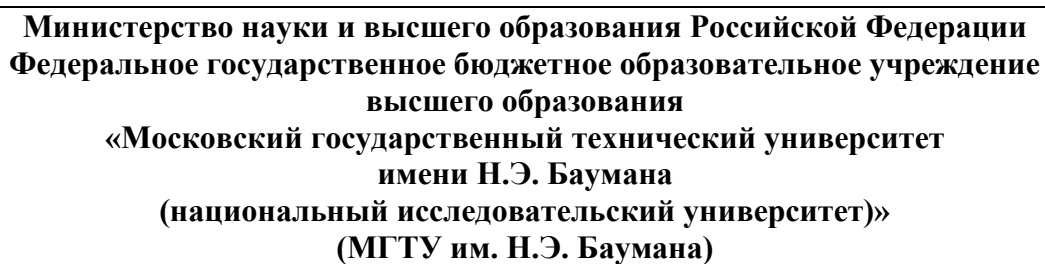 Министерство науки и высшего образования Российской Федерации
Федеральное государственное бюджетное образовательное учреждение
высшего образования
«Московский государственный технический университет
имени Н.Э. Баумана
(национальный исследовательский университет)»
(МГТУ им. Н.Э. Баумана)